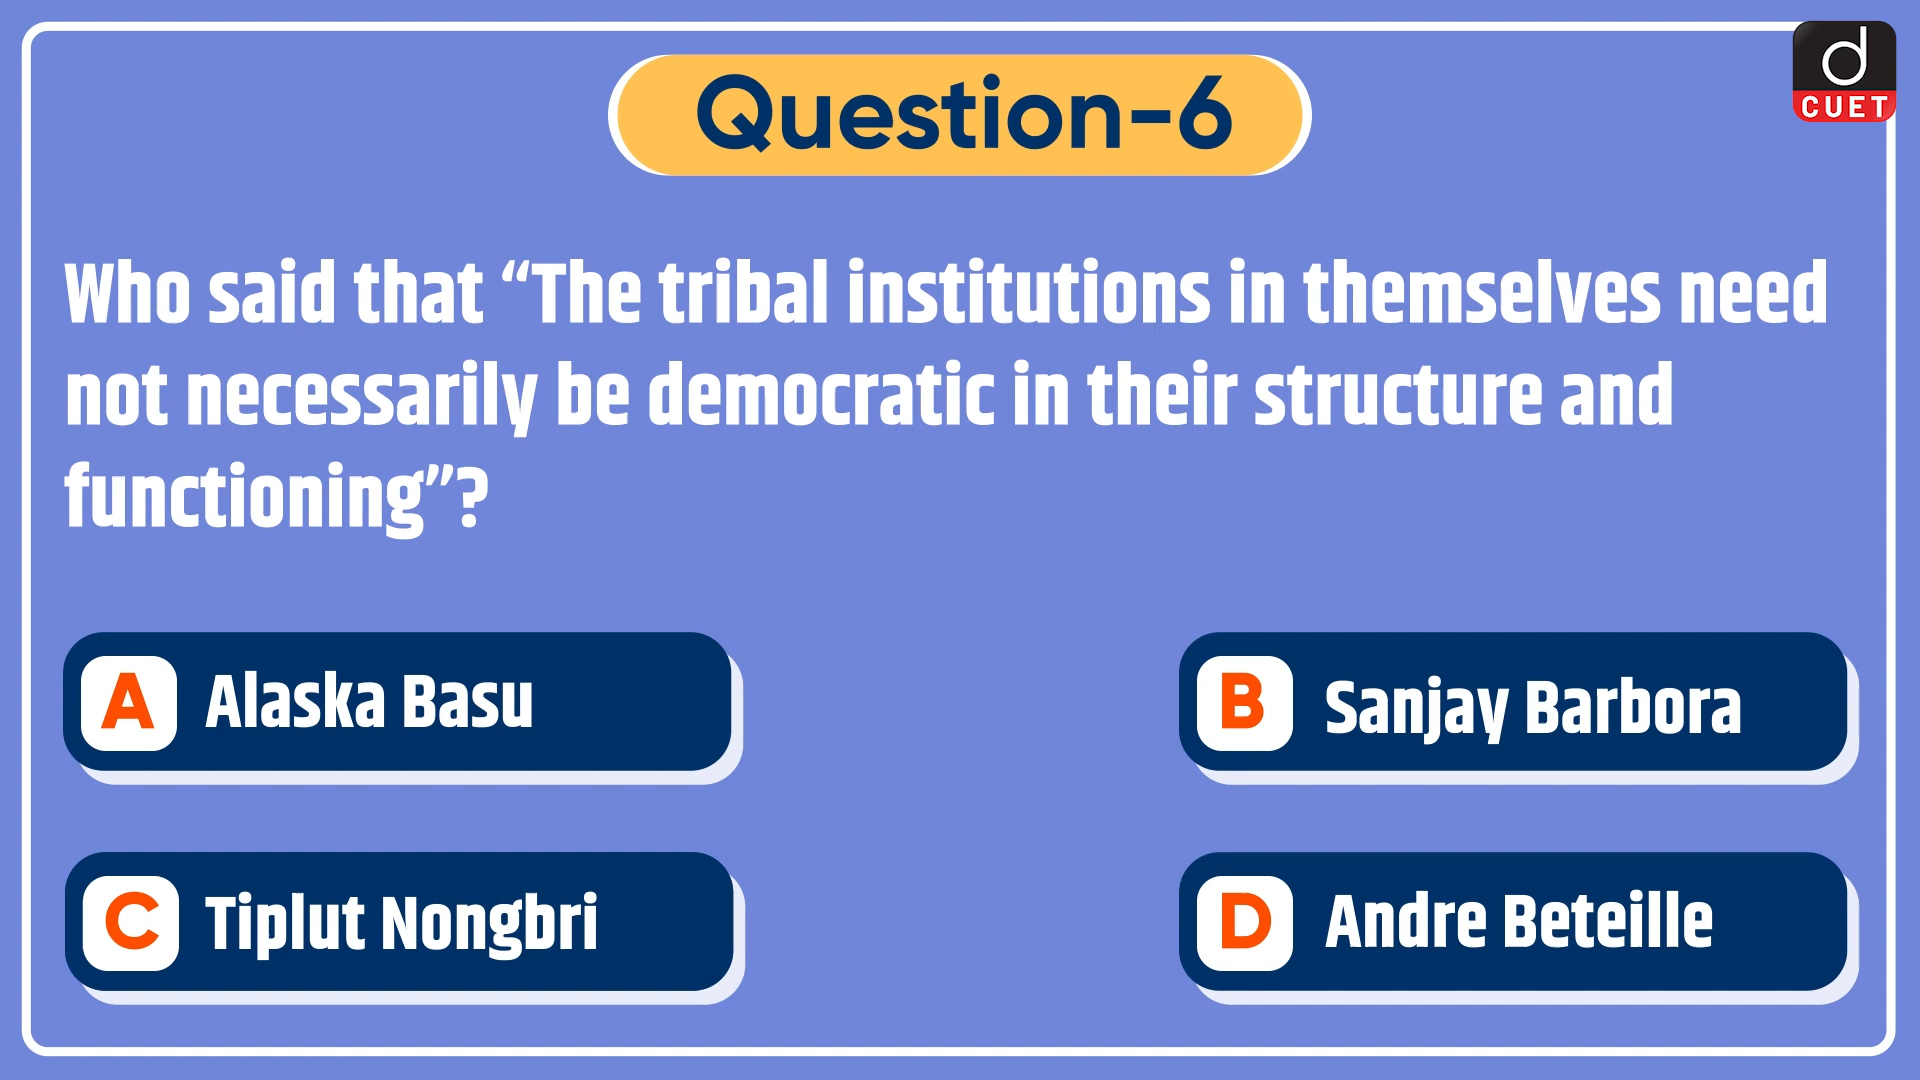 d
CUET
Question-6
Who said that “The tribal institutions in themselves need
not necessarily be democratic in their structure and
functioning”?
A Alaska Basu
B Sanjay Barbora
C Tiplut Nongbri
D Andre Beteille